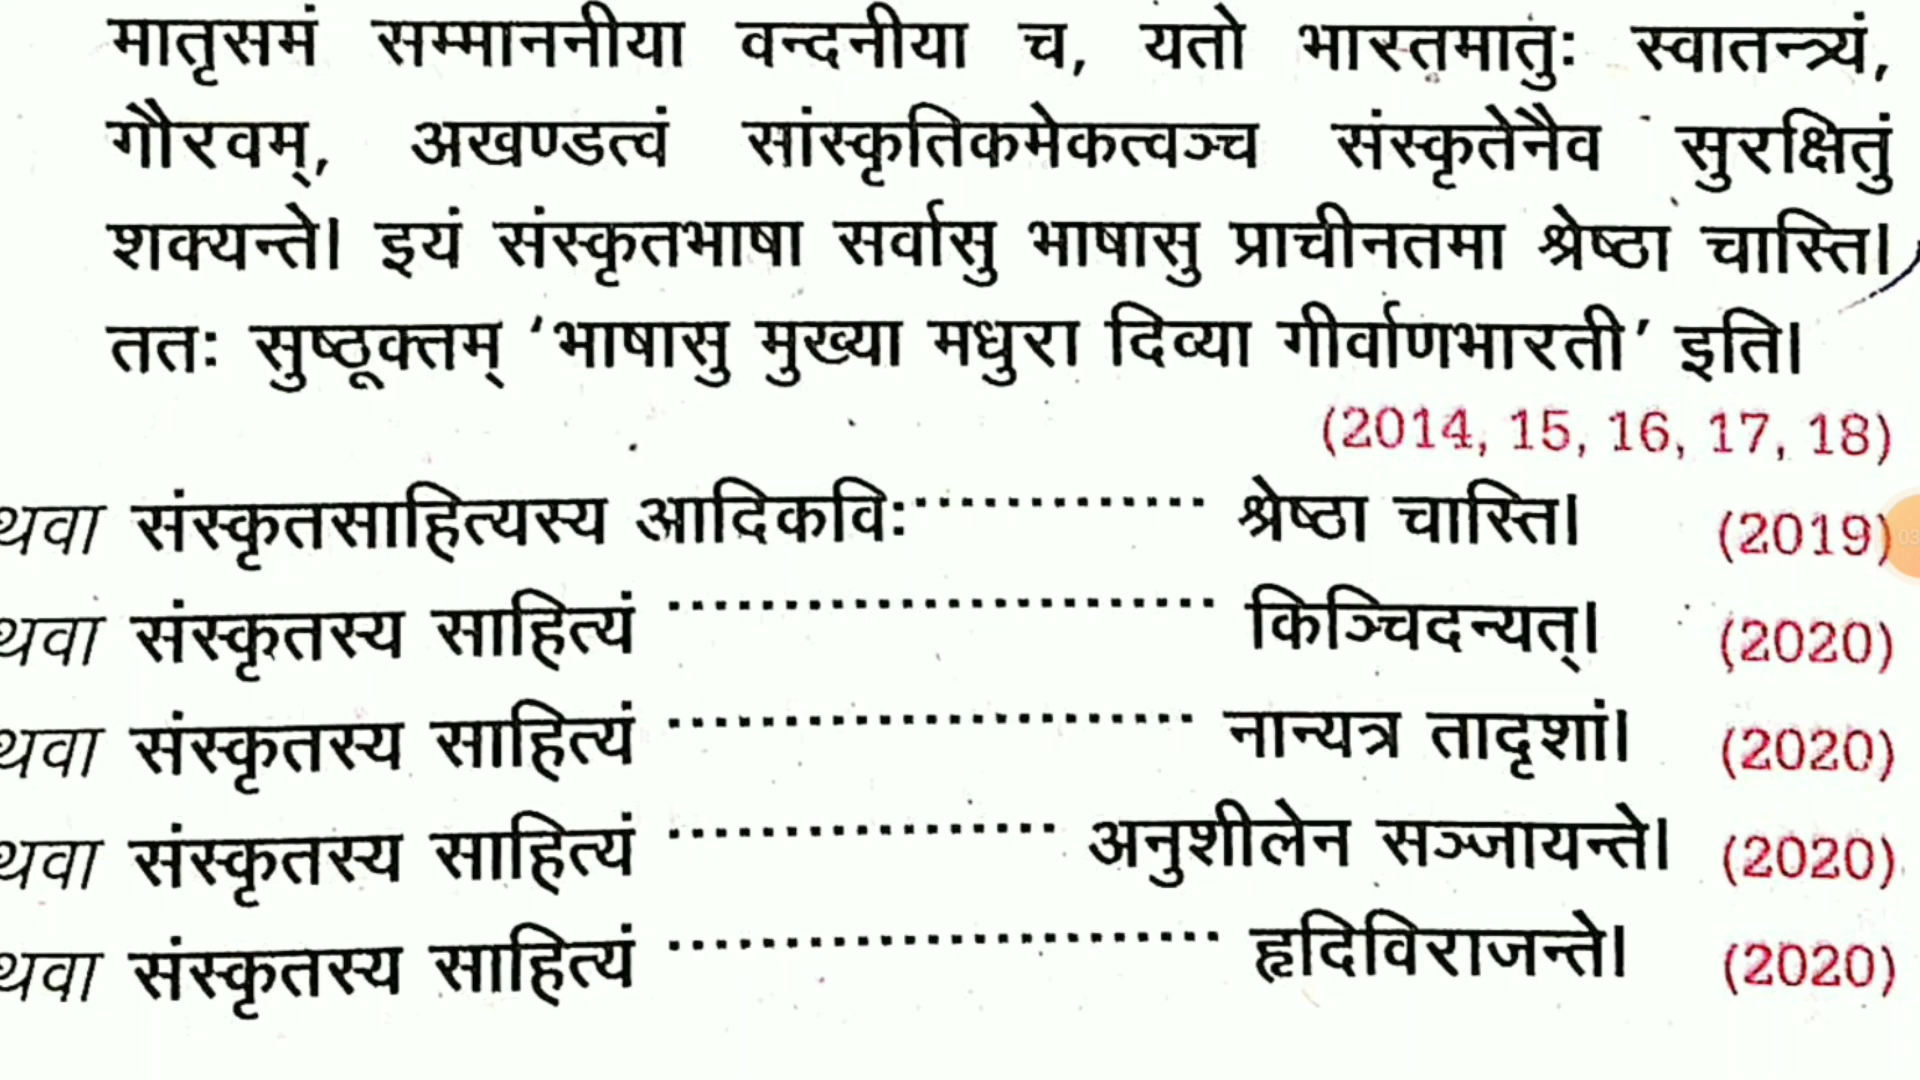 मातृसमं सम्माननीया वन्दनीया च, यतो भारतमातुः स्वातन्त्र्यं,
गौरवम्, अखण्डत्वं सांस्कृतिकमेकत्वञ्च संस्कृतेनैव सुरक्षितुं
शक्यन्ते। इयं संस्कृतभाषा सर्वासु भाषासु प्राचीनतमा श्रेष्ठा चास्ति।
ततः सुष्ठूक्तम् ‘भाषासु मुख्या मधुरा दिव्या गीर्वाणभारती’ इति।
(2014, 15, 16, 17, 18)
थवा संस्कृतसाहित्यस्य आदिकविः............. श्रेष्ठा चास्ति। (2019)
थवा संस्कृतस्य साहित्यं ........................ किञ्चिदन्यत्। (2020)
थवा संस्कृतस्य साहित्यं ....................... नान्यत्र तादृशां। (2020)
थवा संस्कृतस्य साहित्यं ................. अनुशीलेन सञ्जायन्ते। (2020)
थवा संस्कृतस्य साहित्यं ........................ हृदिविराजन्ते। (2020)